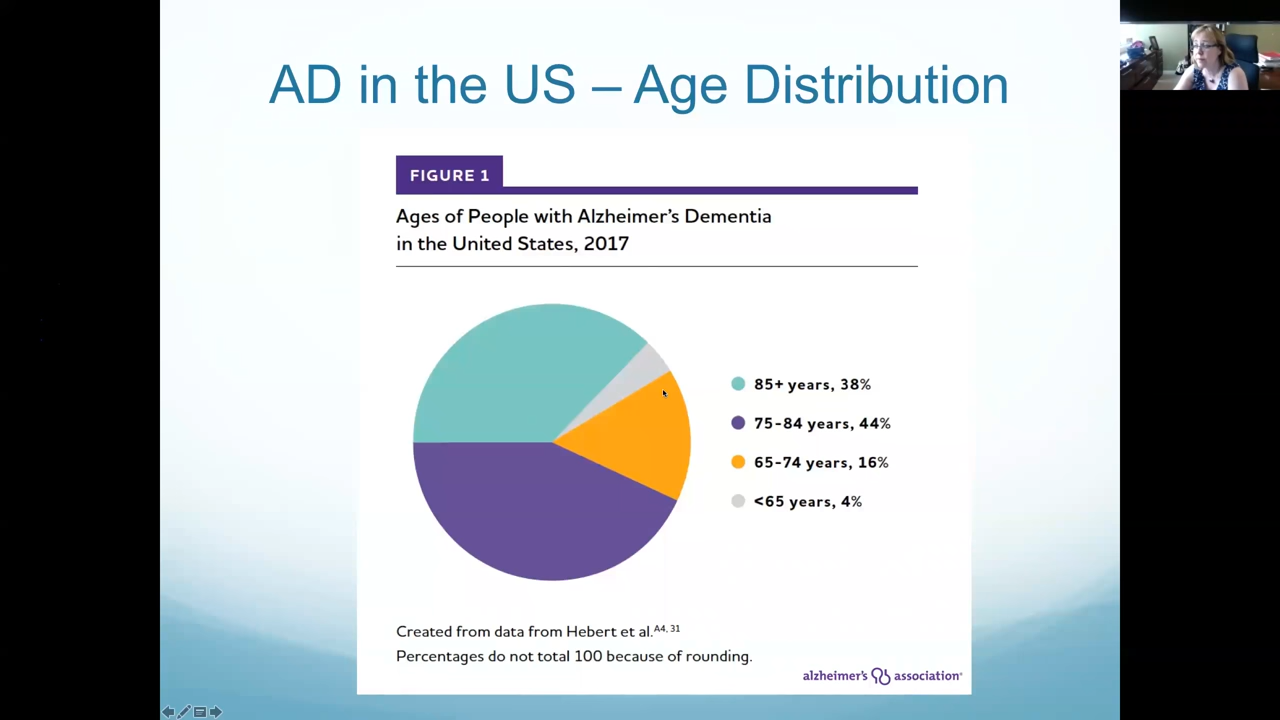 AD in the US – Age Distribution
FIGURE 1
Ages of People with Alzheimer's Dementia
in the United States, 2017
85+ years, 38%
75-84 years, 44%
65-74 years, 16%
<65 years, 4%
Created from data from Hebert et al.A4, 31
Percentages do not total 100 because of rounding.
alzheimer's association®